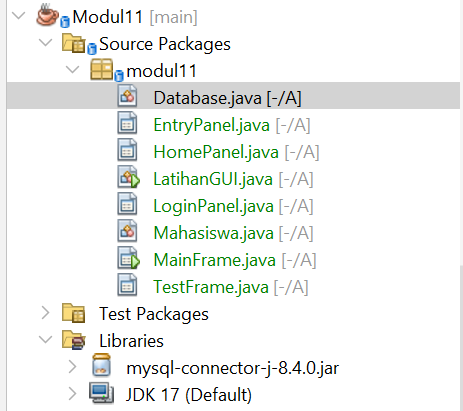 Modul11 [main]
Source Packages
modul11
Database.java [-/A]
EntryPanel.java [-/A]
HomePanel.java [-/A]
LatihanGUI.java [-/A]
LoginPanel.java [-/A]
Mahasiswa.java [-/A]
MainFrame.java [-/A]
TestFrame.java [-/A]
Test Packages
Libraries
mysql-connector-j-8.4.0.jar
JDK 17 (Default)